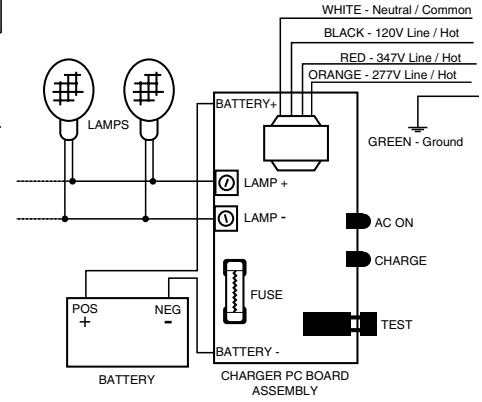 WHITE - Neutral / Common
BLACK - 120V Line / Hot
RED - 347V Line / Hot
ORANGE - 277V Line / Hot
BATTERY+
LAMPS
GREEN - Ground
LAMP +
LAMP -
AC ON
CHARGE
FUSE
POS
+
NEG
-
TEST
BATTERY -
BATTERY
CHARGER PC BOARD
ASSEMBLY